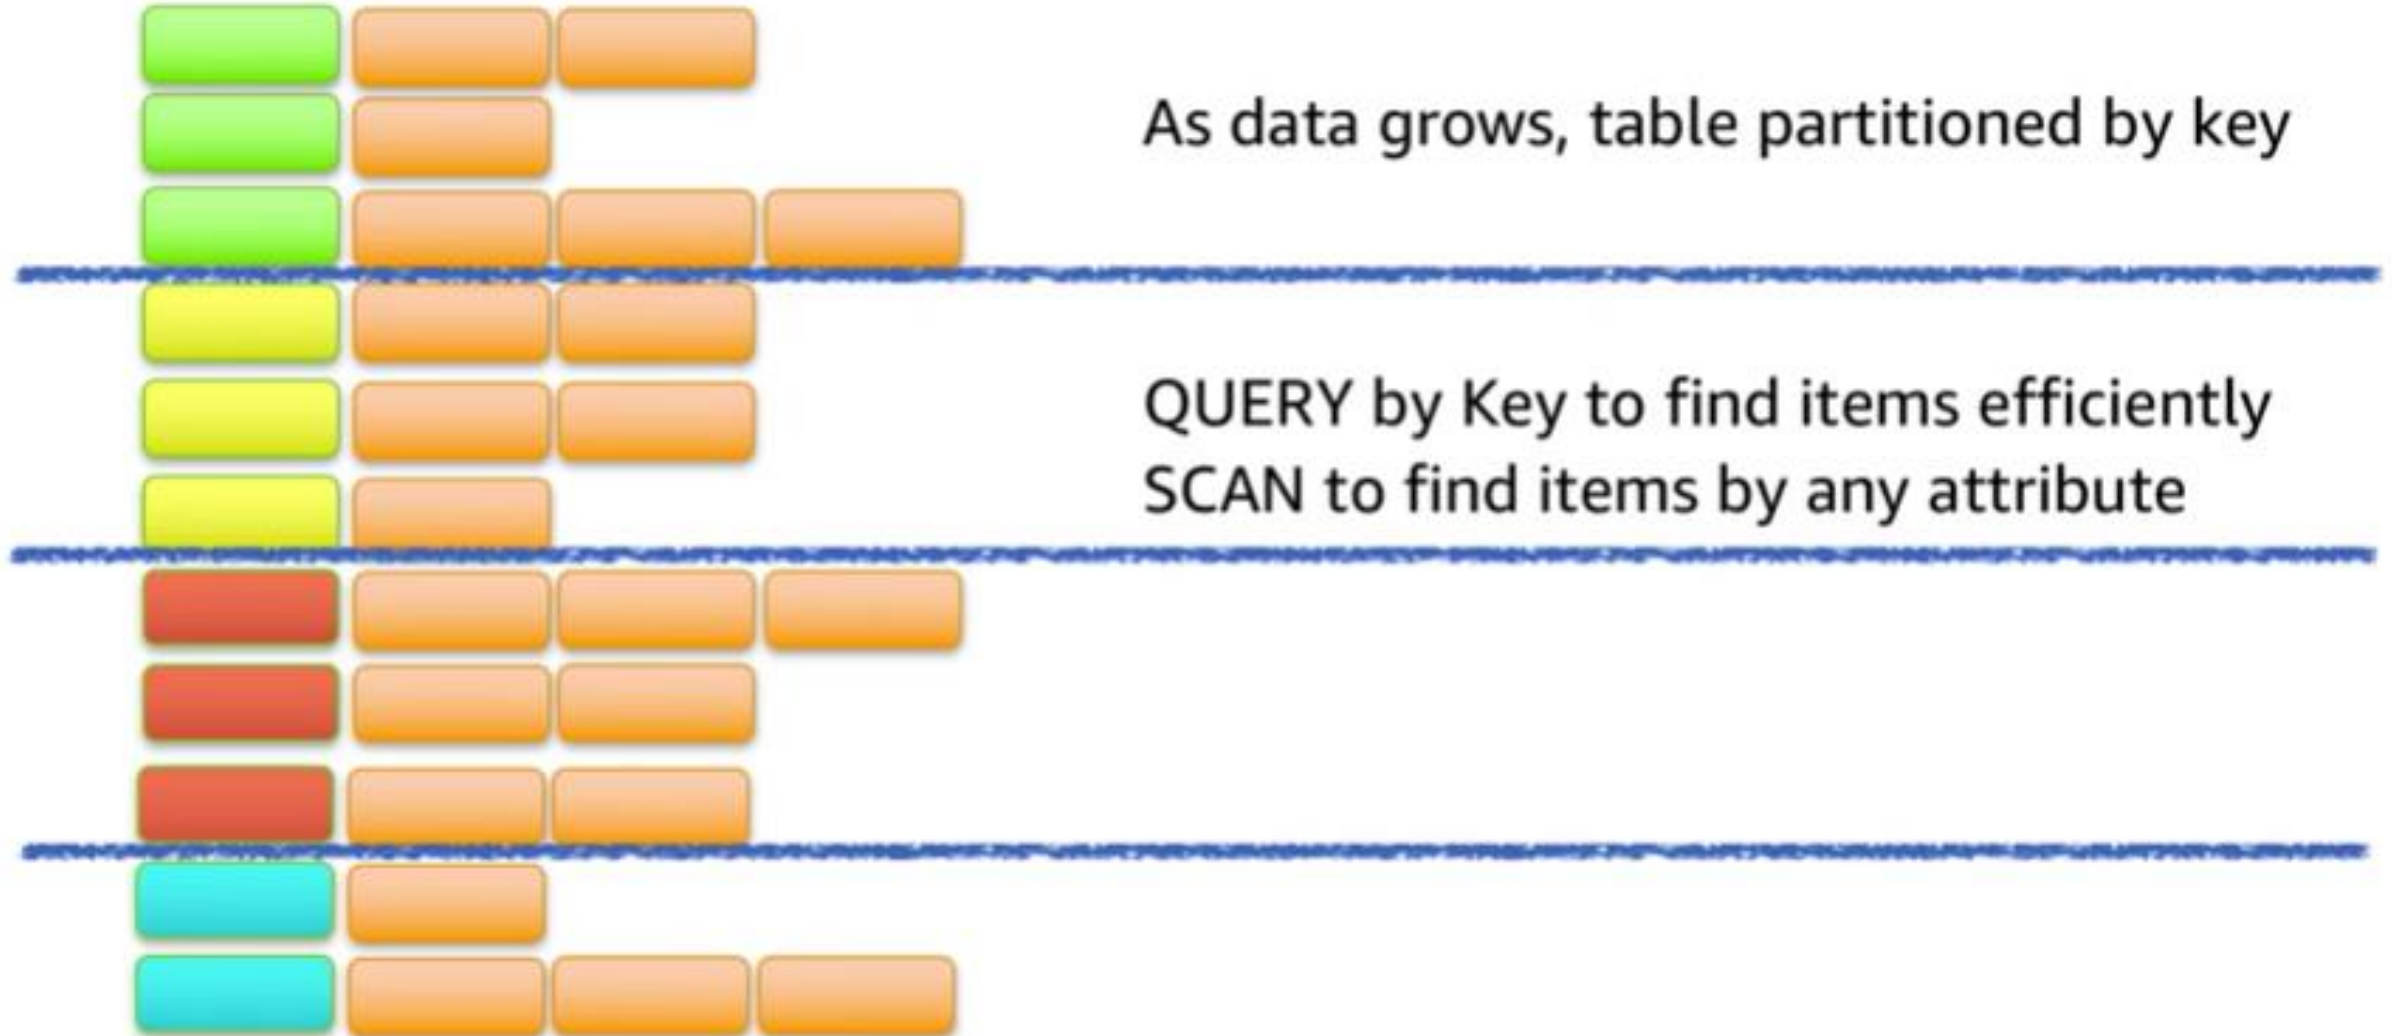 As data grows, table partitioned by key
QUERY by Key to find items efficiently
SCAN to find items by any attribute